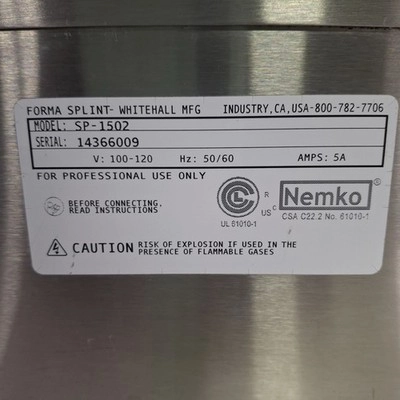 FORMA SPLINT- WHITEHALL MFG INDUSTRY,CA,USA-800-782-7706
MODEL: SP-1502
SERIAL: 14366009
V: 100-120 Hz: 50/60 AMPS: 5A
FOR PROFESSIONAL USE ONLY
BEFORE CONNECTING,
READ INSTRUCTIONS
R
US C
UL 61010-1
Nemko ®
CSA C22.2 No. 61010-1
CAUTION RISK OF EXPLOSION IF USED IN THE
PRESENCE OF FLAMMABLE GASES